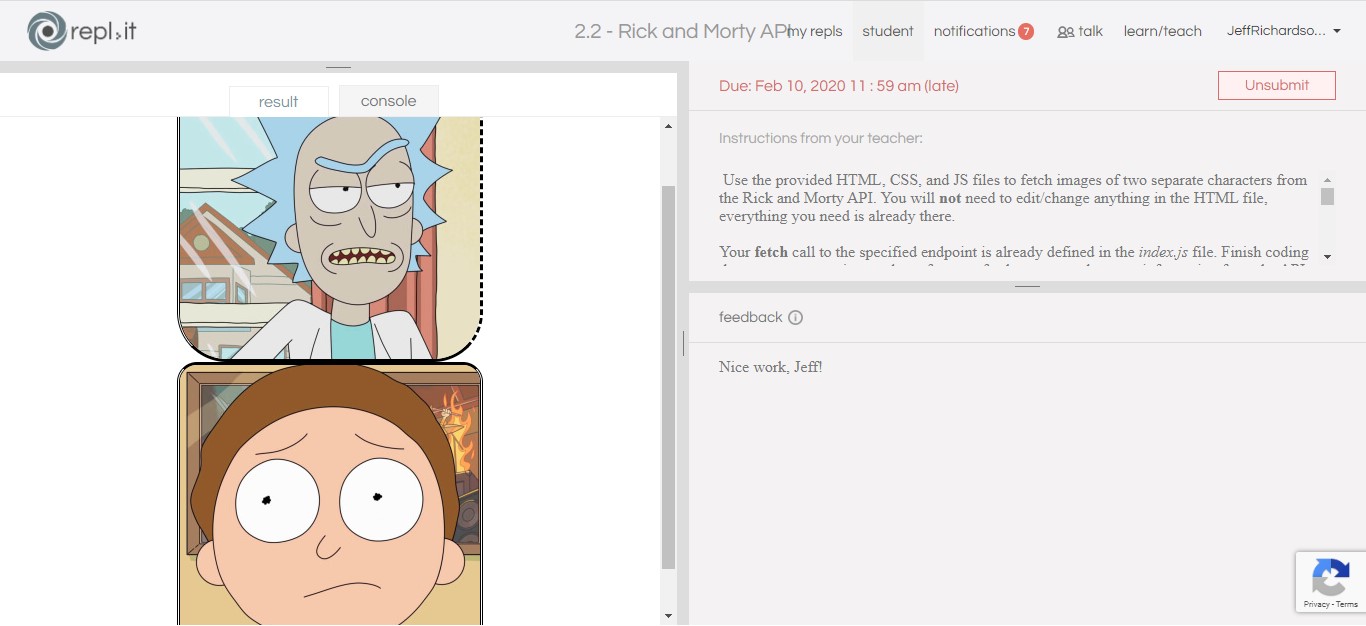 repl.it
2.2 - Rick and Morty API
my repls
student
notifications 7
talk
learn/teach
JeffRichardso...
result
console
Due: Feb 10, 2020 11 : 59 am (late)
Unsubmit
Instructions from your teacher:
Use the provided HTML, CSS, and JS files to fetch images of two separate characters from
the Rick and Morty API. You will not need to edit/change anything in the HTML file,
everything you need is already there.
Your fetch call to the specified endpoint is already defined in the index.js file. Finish coding
feedback
Nice work, Jeff!
Privacy - Terms